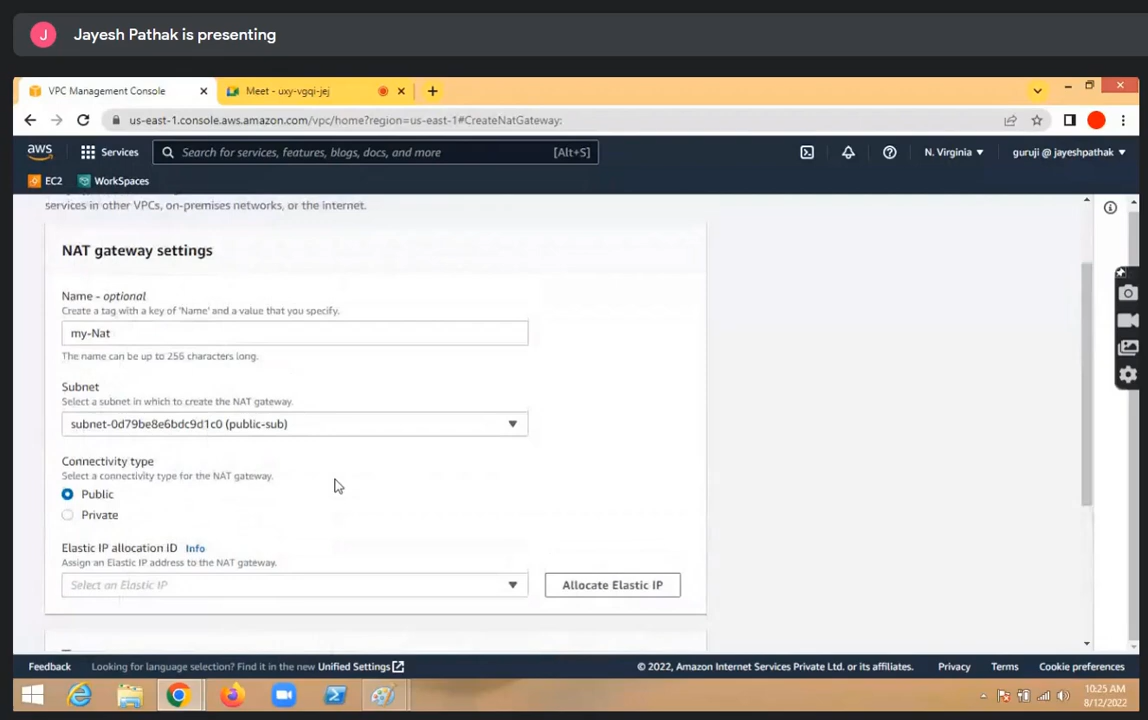 J
Jayesh Pathak is presenting
VPC Management Console
Meet - uxy-vgqi-jej
us-east-1.console.aws.amazon.com/vpc/home?region=us-east-1#CreateNatGateway:
aws
Services
Search for services, features, blogs, docs, and more
[Alt+S]
N. Virginia
guruji @ jayeshpathak
EC2
WorkSpaces
services in other VPCs, on-premises networks, or the internet.
NAT gateway settings
Name - optional
Create a tag with a key of 'Name' and a value that you specify.
my-Nat
The name can be up to 256 characters long.
Subnet
Select a subnet in which to create the NAT gateway.
subnet-0d79be8e6bdc9d1c0 (public-sub)
Connectivity type
Select a connectivity type for the NAT gateway.
Public
Private
Elastic IP allocation ID Info
Assign an Elastic IP address to the NAT gateway.
Select an Elastic IP
Allocate Elastic IP
Feedback
Looking for language selection? Find it in the new Unified Settings
© 2022, Amazon Internet Services Private Ltd. or its affiliates.
Privacy
Terms
Cookie preferences
10:25 AM
8/12/2022